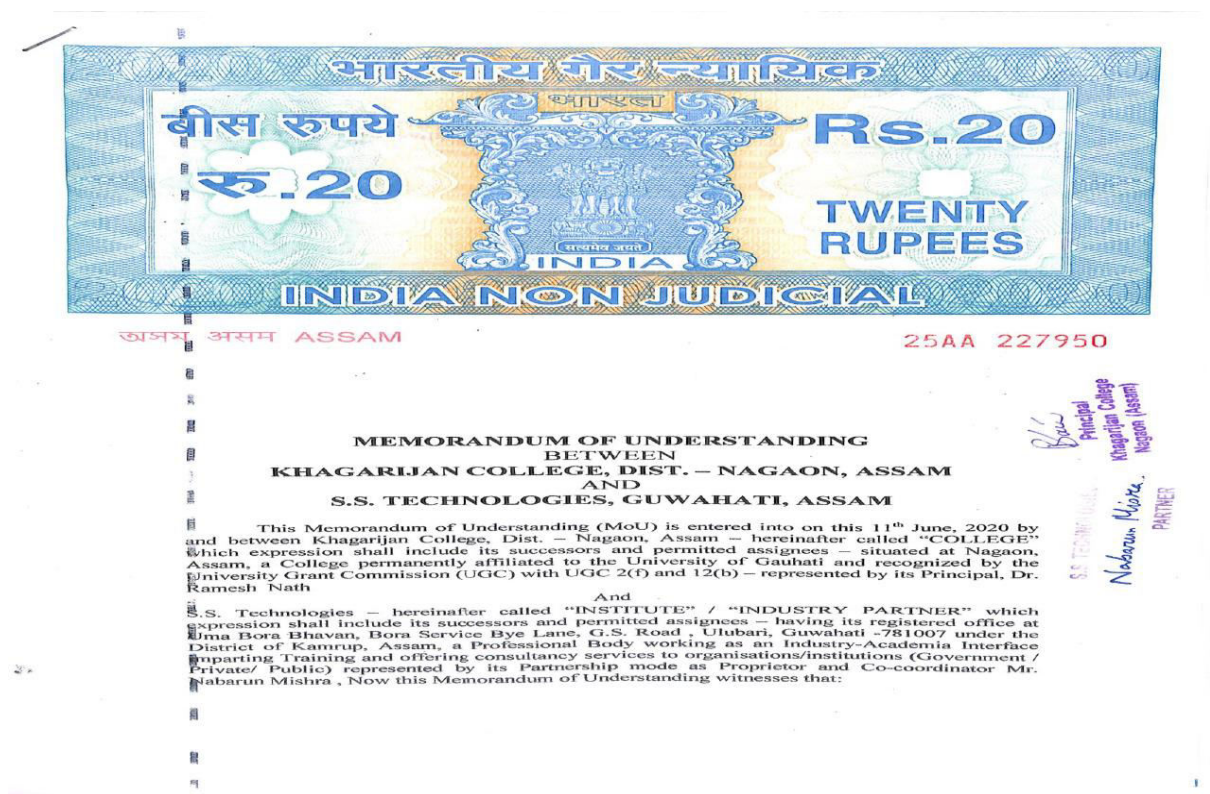 भारतीय गैर न्यायिक
भारत
बीस रुपये
रु.20
Rs.20
TWENTY
RUPEES
सत्यमेव जयते
INDIA
INDIA NON JUDICIAL
অসম असम ASSAM
25AA 227950
Principal
Khagarijan College
Nagaon (Assam)
Nabarun Mishra.
PARTNER
MEMORANDUM OF UNDERSTANDING
BETWEEN
KHAGARIJAN COLLEGE, DIST. – NAGAON, ASSAM
AND
S.S. TECHNOLOGIES, GUWAHATI, ASSAM
This Memorandum of Understanding (MoU) is entered into on this 11th June, 2020 by
and between Khagarijan College, Dist. – Nagaon, Assam – hereinafter called “COLLEGE”
which expression shall include its successors and permitted assignees – situated at Nagaon,
Assam, a College permanently affiliated to the University of Gauhati and recognized by the
University Grant Commission (UGC) with UGC 2(f) and 12(b) – represented by its Principal, Dr.
Ramesh Nath
And
S.S. Technologies – hereinafter called “INSTITUTE” / “INDUSTRY PARTNER” which
expression shall include its successors and permitted assignees – having its registered office at
Uma Bora Bhavan, Bora Service Bye Lane, G.S. Road , Ulubari, Guwahati -781007 under the
District of Kamrup, Assam, a Professional Body working as an Industry-Academia Interface
imparting Training and offering consultancy services to organisations/institutions (Government /
Private/ Public) represented by its Partnership mode as Proprietor and Co-coordinator Mr.
Nabarun Mishra , Now this Memorandum of Understanding witnesses that: